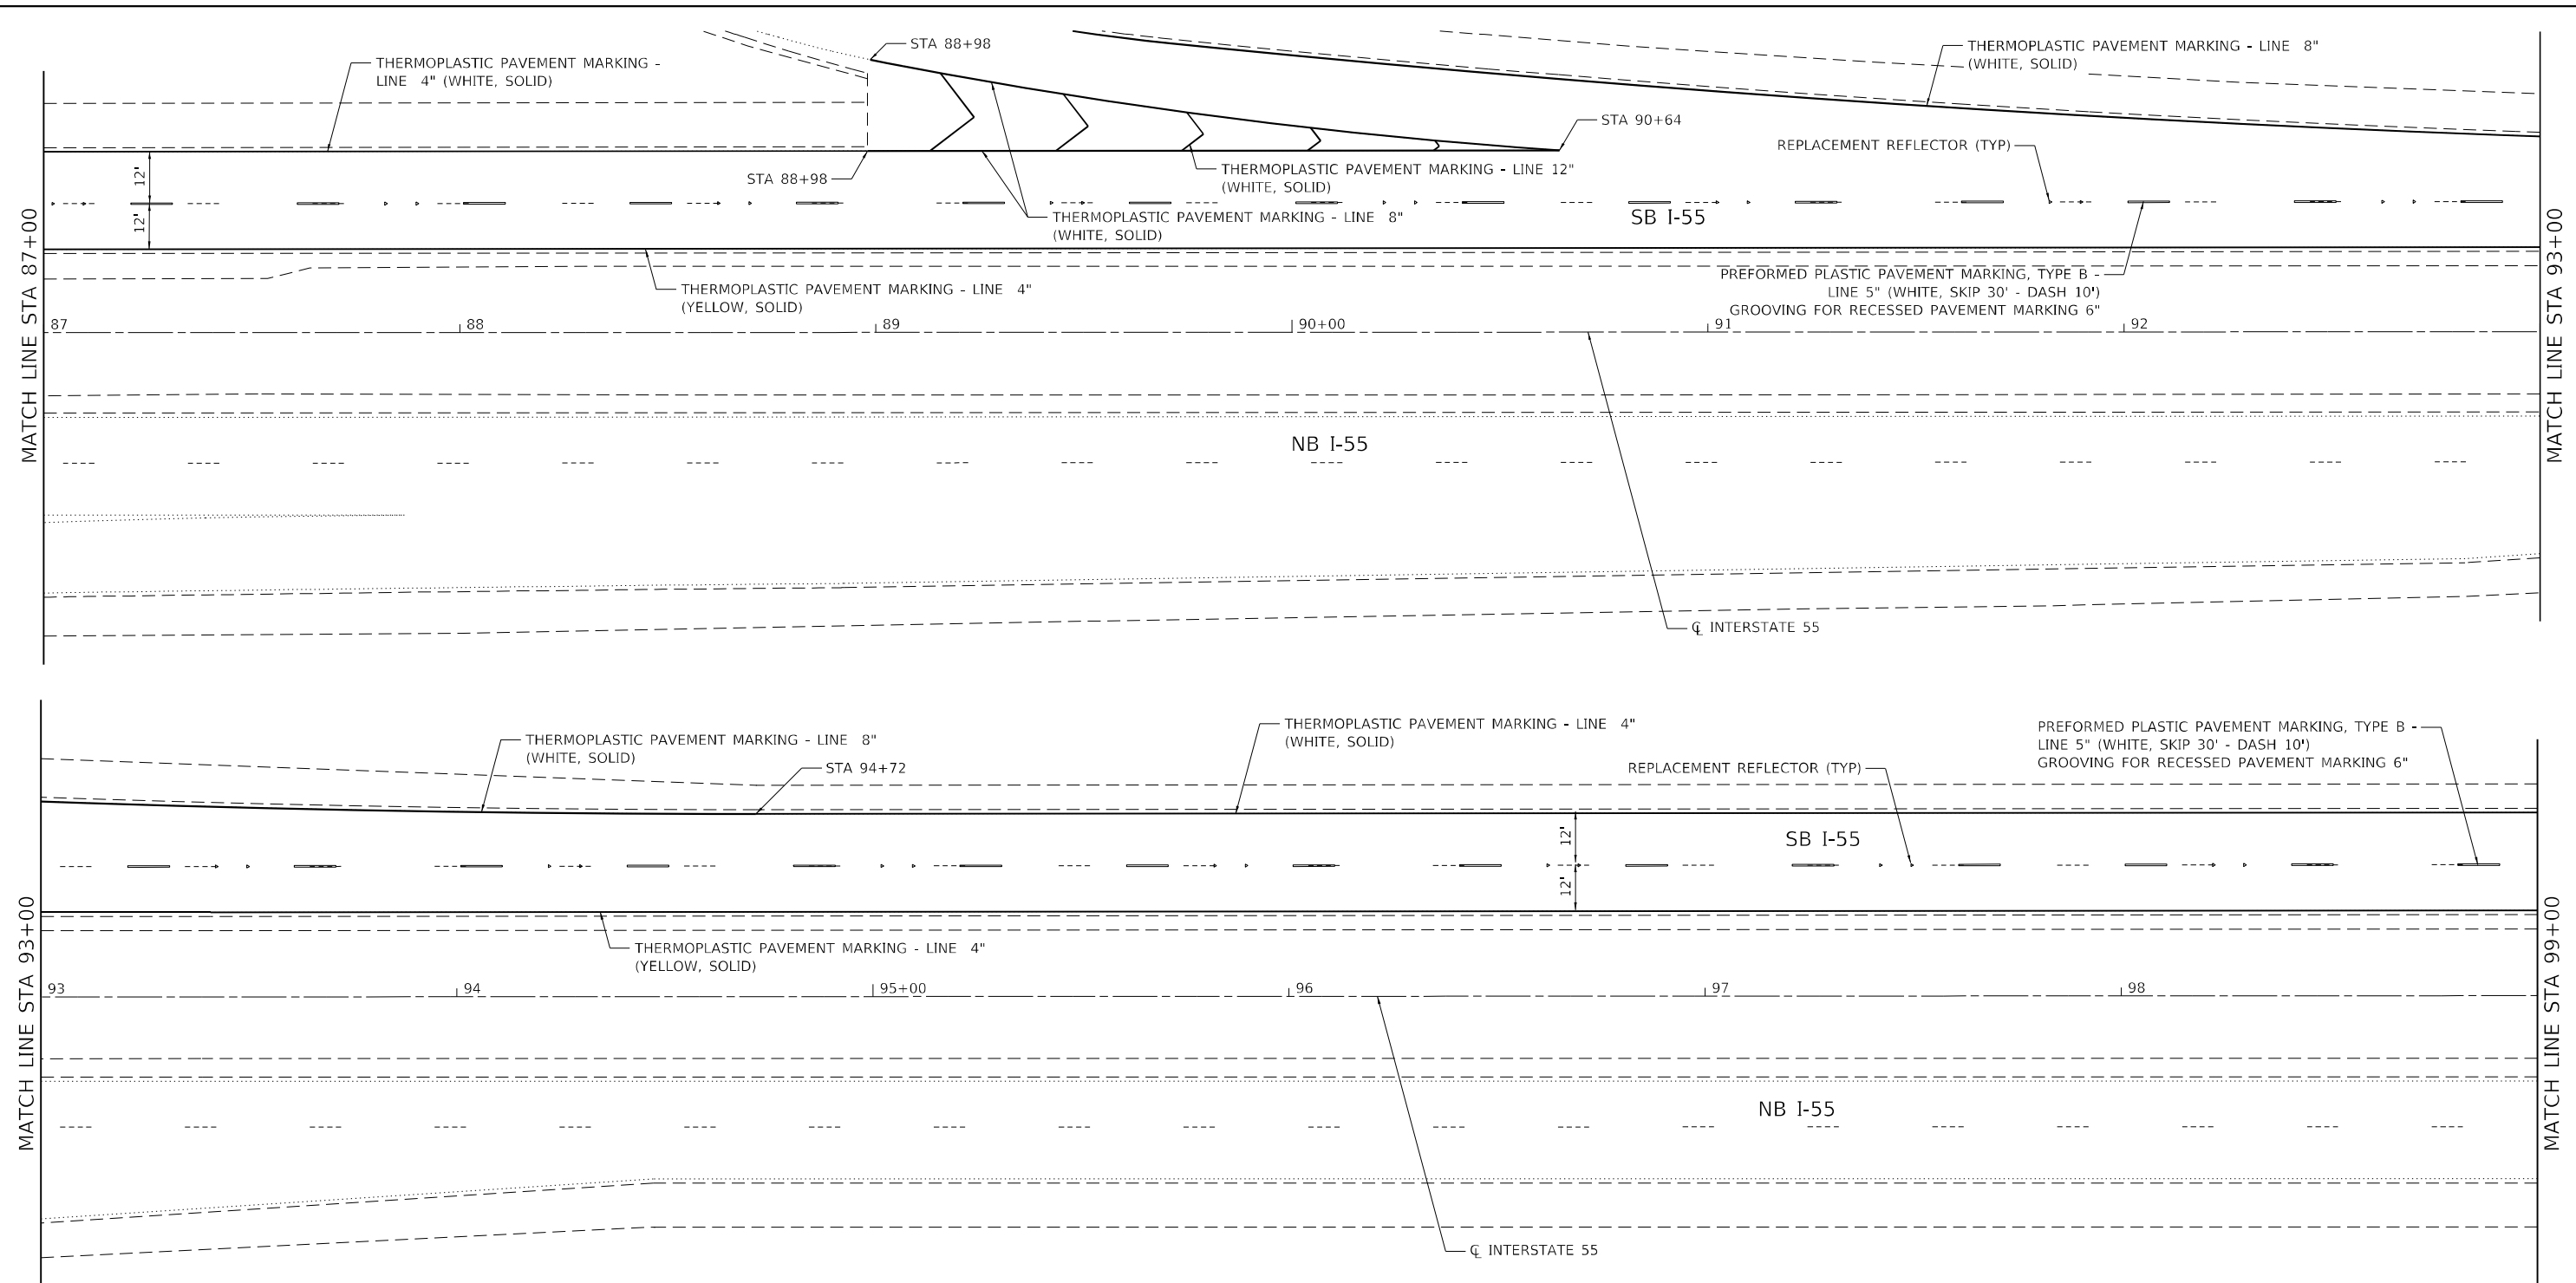 STA 88+98
THERMOPLASTIC PAVEMENT MARKING -
LINE 4" (WHITE, SOLID)
THERMOPLASTIC PAVEMENT MARKING - LINE 8"
(WHITE, SOLID)
STA 90+64
REPLACEMENT REFLECTOR (TYP)
THERMOPLASTIC PAVEMENT MARKING - LINE 12"
(WHITE, SOLID)
STA 88+98
12'
12'
THERMOPLASTIC PAVEMENT MARKING - LINE 8"
(WHITE, SOLID)
SB I-55
PREFORMED PLASTIC PAVEMENT MARKING, TYPE B -
LINE 5" (WHITE, SKIP 30' - DASH 10')
GROOVING FOR RECESSED PAVEMENT MARKING 6"
THERMOPLASTIC PAVEMENT MARKING - LINE 4"
(YELLOW, SOLID)
MATCH LINE STA 87+00
MATCH LINE STA 93+00
87
88
89
90+00
91
92
NB I-55
℄ INTERSTATE 55
THERMOPLASTIC PAVEMENT MARKING - LINE 8"
(WHITE, SOLID)
STA 94+72
THERMOPLASTIC PAVEMENT MARKING - LINE 4"
(WHITE, SOLID)
REPLACEMENT REFLECTOR (TYP)
PREFORMED PLASTIC PAVEMENT MARKING, TYPE B -
LINE 5" (WHITE, SKIP 30' - DASH 10')
GROOVING FOR RECESSED PAVEMENT MARKING 6"
12'
12'
SB I-55
THERMOPLASTIC PAVEMENT MARKING - LINE 4"
(YELLOW, SOLID)
MATCH LINE STA 93+00
MATCH LINE STA 99+00
93
94
95+00
96
97
98
NB I-55
℄ INTERSTATE 55